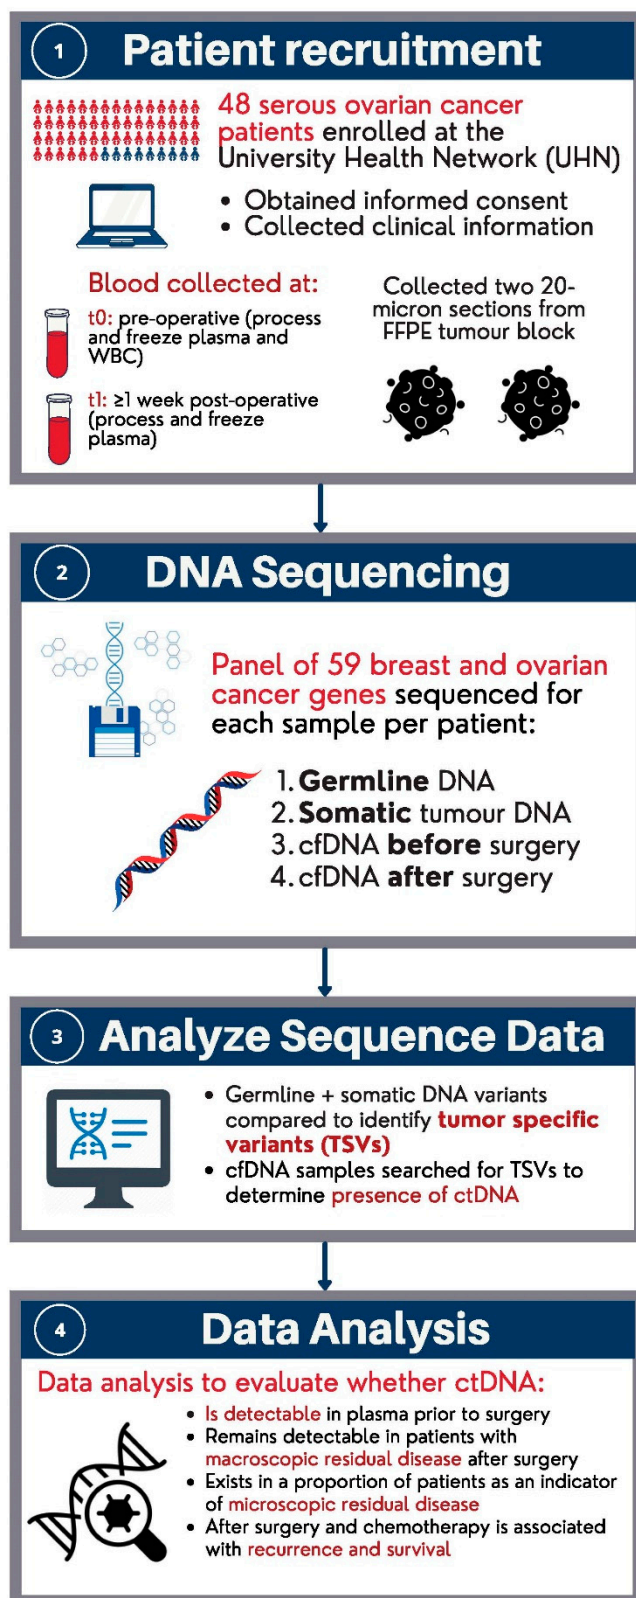 1
Patient recruitment
48 serous ovarian cancer
patients enrolled at the
University Health Network (UHN)
• Obtained informed consent
• Collected clinical information
Blood collected at:
t0: pre-operative (process
and freeze plasma and
WBC)
t1: ≥1 week post-operative
(process and freeze
plasma)
Collected two 20-
micron sections from
FFPE tumour block
2
DNA Sequencing
Panel of 59 breast and ovarian
cancer genes sequenced for
each sample per patient:
1. Germline DNA
2. Somatic tumour DNA
3. cfDNA before surgery
4. cfDNA after surgery
3
Analyze Sequence Data
• Germline + somatic DNA variants
compared to identify tumor specific
variants (TSVs)
• cfDNA samples searched for TSVs to
determine presence of ctDNA
4
Data Analysis
Data analysis to evaluate whether ctDNA:
• Is detectable in plasma prior to surgery
• Remains detectable in patients with
macroscopic residual disease after surgery
• Exists in a proportion of patients as an indicator
of microscopic residual disease
• After surgery and chemotherapy is associated
with recurrence and survival